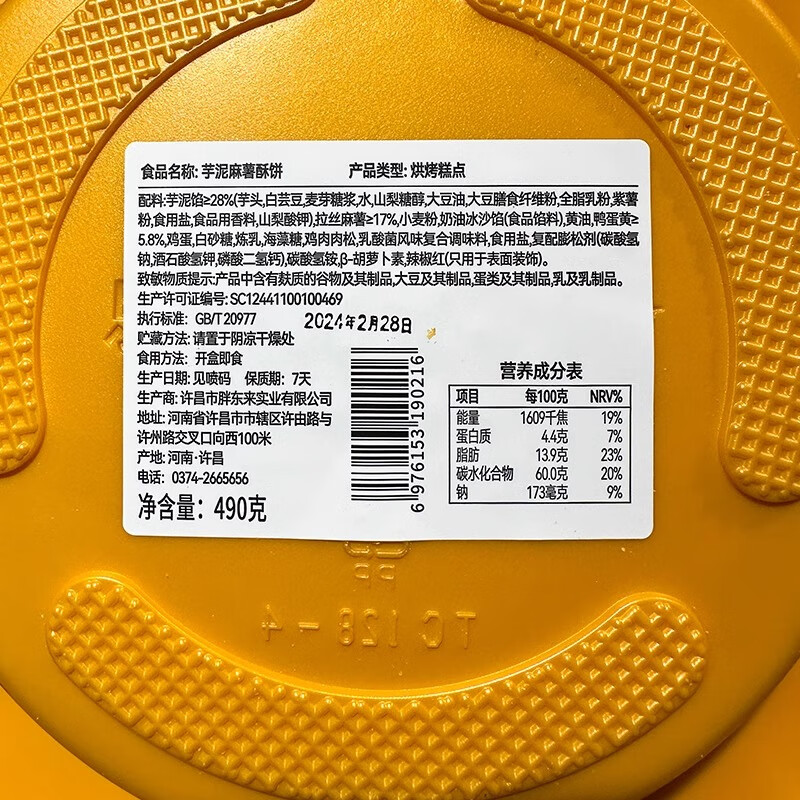 食品名称: 芋泥麻薯酥饼 产品类型: 烘烤糕点
配料:芋泥馅≥28%(芋头,白芸豆,麦芽糖浆,水,山梨糖醇,大豆油,大豆膳食纤维粉,全脂乳粉,紫薯
粉,食用盐,食品用香料,山梨酸钾),拉丝麻薯≥17%,小麦粉,奶油冰沙馅(食品馅料),黄油,鸭蛋黄≥
5.8%,鸡蛋,白砂糖,炼乳,海藻糖,鸡肉肉松,乳酸菌风味复合调味料,食用盐,复配膨松剂(碳酸氢
钠,酒石酸氢钾,磷酸二氢钙),碳酸氢铵,β-胡萝卜素,辣椒红(只用于表面装饰)。
致敏物质提示:产品中含有麸质的谷物及其制品,大豆及其制品,蛋类及其制品,乳及乳制品。
生产许可证编号: SC12441100100469
执行标准: GB/T 20977
2024年2月28日
贮藏方法: 请置于阴凉干燥处
食用方法: 开盒即食
生产日期: 见喷码 保质期: 7天
生产商: 许昌市胖东来实业有限公司
地址: 河南省许昌市市辖区许由路与
许州路交叉口向西100米
产地: 河南·许昌
电话: 0374-2665656
净含量: 490克
6 976153 190216
营养成分表
项目 每100克 NRV%
能量 1609千焦 19%
蛋白质 4.4克 7%
脂肪 13.9克 23%
碳水化合物 60.0克 20%
钠 173毫克 9%
PP
TC128-4